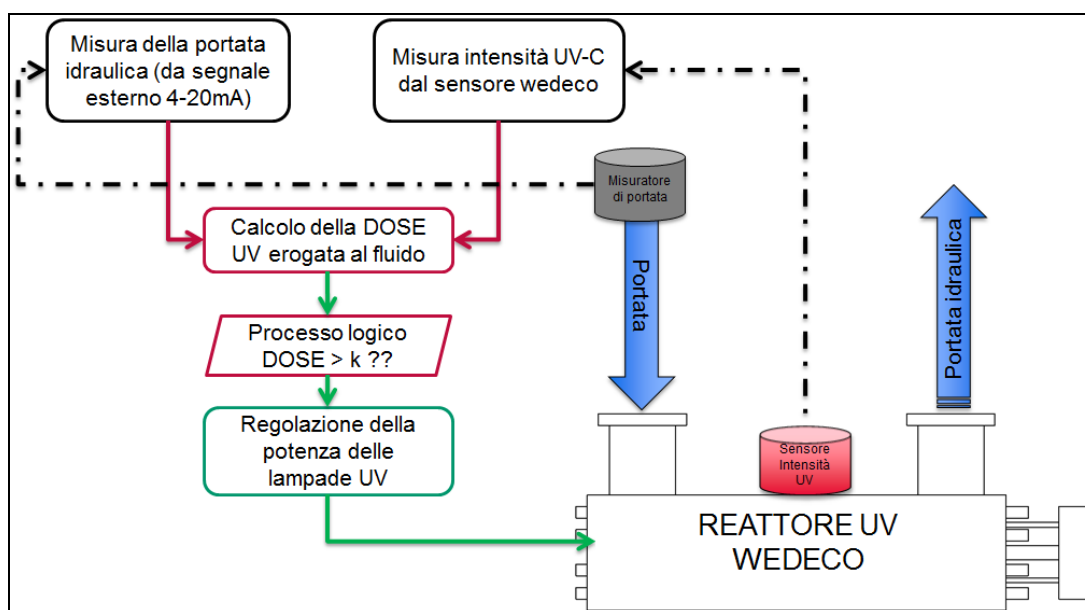 Misura della portata
idraulica (da segnale
esterno 4-20mA)
Misura intensità UV-C
dal sensore wedeco
Misuratore
di portata
Calcolo della DOSE
UV erogata al fluido
Portata
Portata idraulica
Processo logico
DOSE > k ??
Regolazione della
potenza delle
lampade UV
Sensore
Intensità
UV
REATTORE UV
WEDECO